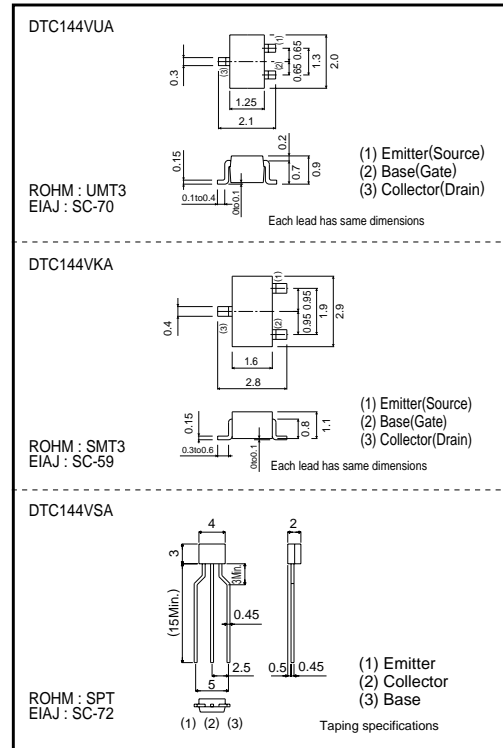 DTC144VUA
(1)
(2)
(3)
0.3
0.65 0.65
1.3
2.0
1.25
2.1
0.2
0.15
0.7
0.9
0.1to0.4
0to0.1
(1) Emitter(Source)
(2) Base(Gate)
(3) Collector(Drain)
ROHM : UMT3
EIAJ : SC-70
Each lead has same dimensions
DTC144VKA
(1)
(2)
(3)
0.4
0.95 0.95
1.9
2.9
1.6
2.8
0.15
0.8
1.1
0.3to0.6
0to0.1
(1) Emitter(Source)
(2) Base(Gate)
(3) Collector(Drain)
ROHM : SMT3
EIAJ : SC-59
Each lead has same dimensions
DTC144VSA
4
2
3
3Min.
(15Min.)
0.45
2.5
5
0.5
0.45
(1) (2) (3)
(1) Emitter
(2) Collector
(3) Base
ROHM : SPT
EIAJ : SC-72
Taping specifications